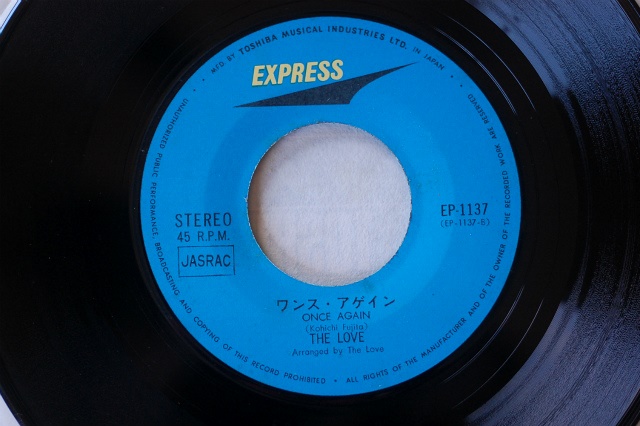 • MFD. BY TOSHIBA MUSICAL INDUSTRIES LTD. IN JAPAN •
EXPRESS
STEREO
45 R.P.M.
JASRAC
EP-1137
(EP-1137-B)
ワンス・アゲイン
ONCE AGAIN
(Kohichi Fojita)
THE LOVE
Arranged by The Love
UNAUTHORIZED PUBLIC PERFORMANCE BROADCASTING AND COPYING OF THIS RECORD PROHIBITED • ALL RIGHTS OF THE MANUFACTURER AND OF THE OWNER OF THE RECORDED WORK ARE RESERVED